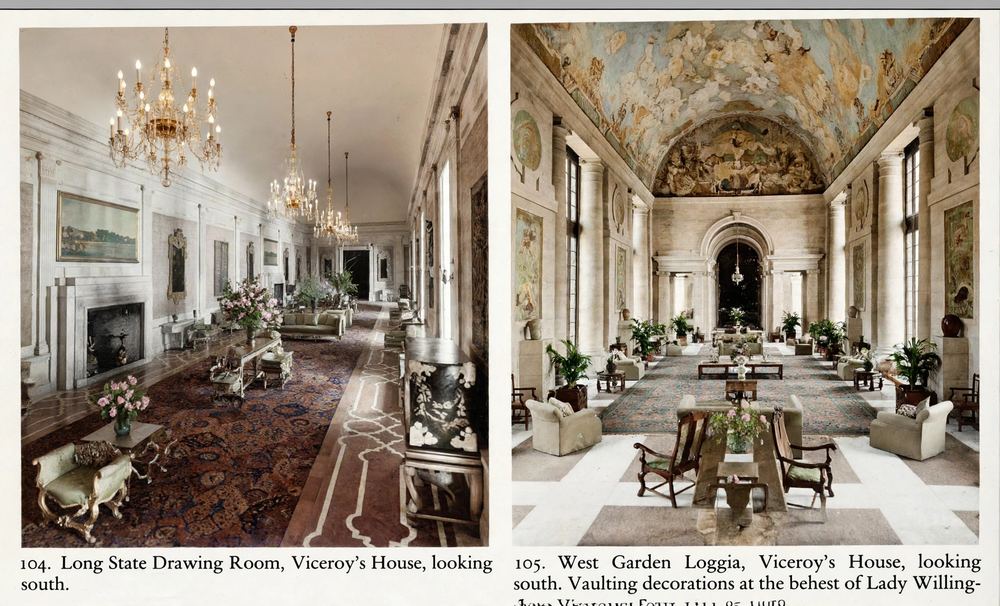 104. Long State Drawing Room, Viceroy's House, looking
south.
105. West Garden Loggia, Viceroy's House, looking
south. Vaulting decorations at the behest of Lady Willing-